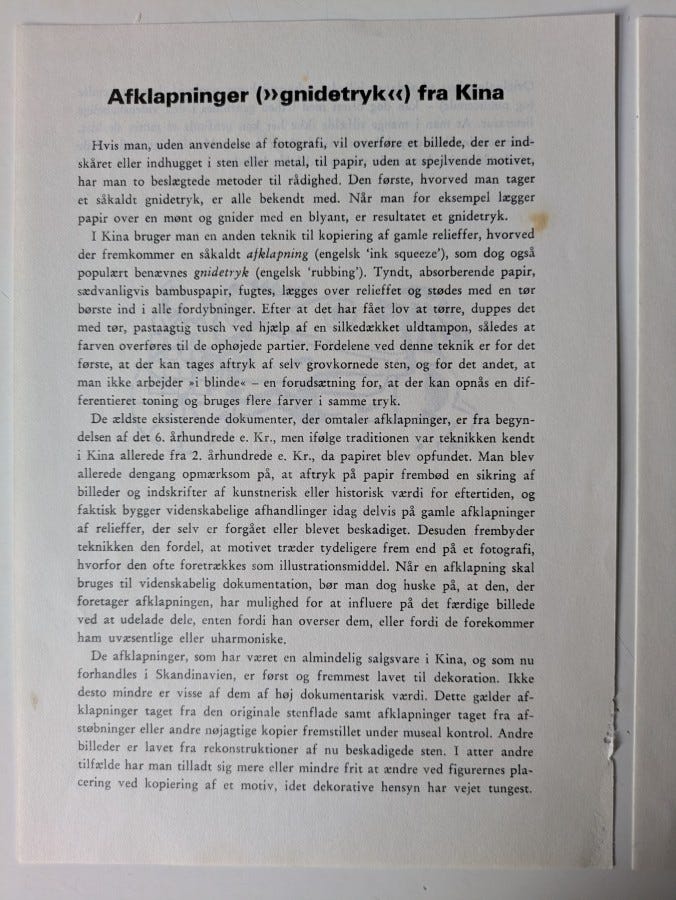 Afklapninger (»gnidetryk«) fra Kina
Hvis man, uden anvendelse af fotografi, vil overføre et billede, der er ind-
skåret eller indhugget i sten eller metal, til papir, uden at spejlvende motivet,
har man to beslægtede metoder til rådighed. Den første, hvorved man tager
et såkaldt gnidetryk, er alle bekendt med. Når man for eksempel lægger
papir over en mønt og gnider med en blyant, er resultatet et gnidetryk.
I Kina bruger man en anden teknik til kopiering af gamle relieffer, hvorved
der fremkommer en såkaldt afklapning (engelsk 'ink squeeze'), som dog også
populært benævnes gnidetryk (engelsk 'rubbing'). Tyndt, absorberende papir,
sædvanligvis bambuspapir, fugtes, lægges over relieffet og stødes med en tør
børste ind i alle fordybninger. Efter at det har fået lov at tørre, duppes det
med tør, pastaagtig tusch ved hjælp af en silkedækket uldtampon, således at
farven overføres til de ophøjede partier. Fordelene ved denne teknik er for det
første, at der kan tages aftryk af selv grovkornede sten, og for det andet, at
man ikke arbejder »i blinde« – en forudsætning for, at der kan opnås en dif-
ferentieret toning og bruges flere farver i samme tryk.
De ældste eksisterende dokumenter, der omtaler afklapninger, er fra begyn-
delsen af det 6. århundrede e. Kr., men ifølge traditionen var teknikken kendt
i Kina allerede fra 2. århundrede e. Kr., da papiret blev opfundet. Man blev
allerede dengang opmærksom på, at aftryk på papir frembød en sikring af
billeder og indskrifter af kunstnerisk eller historisk værdi for eftertiden, og
faktisk bygger videnskabelige afhandlinger idag delvis på gamle afklapninger
af relieffer, der selv er forgået eller blevet beskadiget. Desuden frembyder
teknikken den fordel, at motivet træder tydeligere frem end på et fotografi,
hvorfor den ofte foretrækkes som illustrationsmiddel. Når en afklapning skal
bruges til videnskabelig dokumentation, bør man dog huske på, at den, der
foretager afklapningen, har mulighed for at influere på det færdige billede
ved at udelade dele, enten fordi han overser dem, eller fordi de forekommer
ham uvæsentlige eller uharmoniske.
De afklapninger, som har været en almindelig salgsvare i Kina, og som nu
forhandles i Skandinavien, er først og fremmest lavet til dekoration. Ikke
desto mindre er visse af dem af høj dokumentarisk værdi. Dette gælder af-
klapninger taget fra den originale stenflade samt afklapninger taget fra af-
støbninger eller andre nøjagtige kopier fremstillet under museal kontrol. Andre
billeder er lavet fra rekonstruktioner af nu beskadigede sten. I atter andre
tilfælde har man tilladt sig mere eller mindre frit at ændre ved figurernes pla-
cering ved kopiering af et motiv, idet dekorative hensyn har vejet tungest.